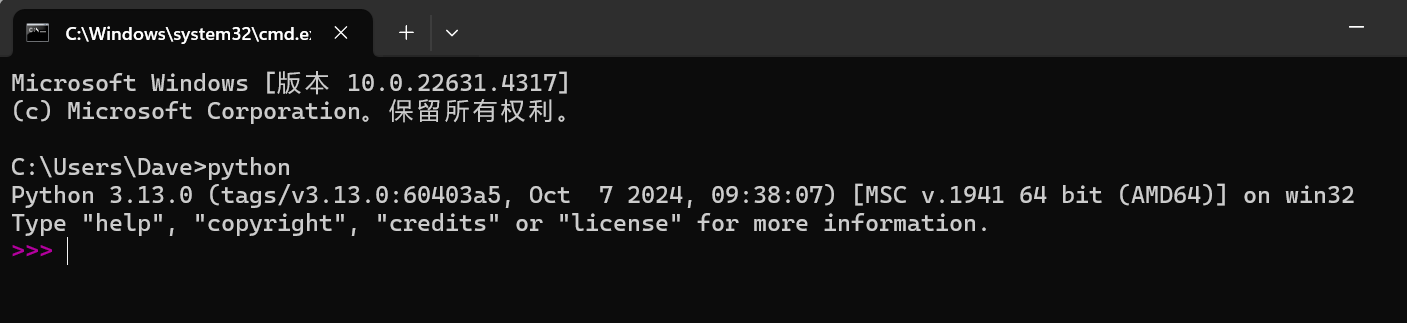 C:\Windows\system32\cmd.e
Microsoft Windows [版本 10.0.22631.4317]
(c) Microsoft Corporation。保留所有权利。
C:\Users\Dave>python
Python 3.13.0 (tags/v3.13.0:60403a5, Oct  7 2024, 09:38:07) [MSC v.1941 64 bit (AMD64)] on win32
Type "help", "copyright", "credits" or "license" for more information.
>>>